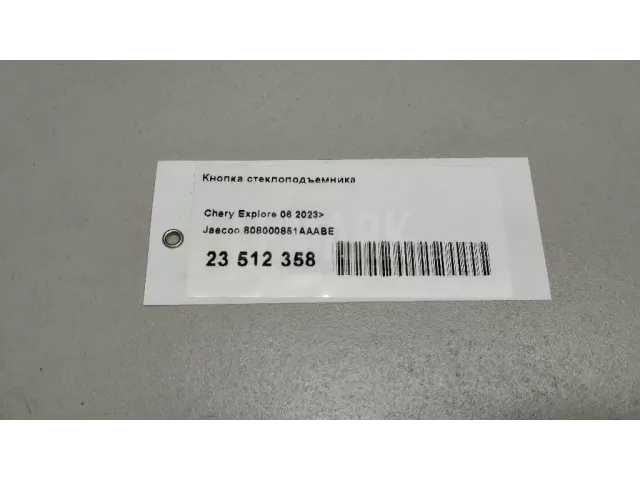 Кнопка стеклоподъемника
Chery Explore 06 2023>
Jaecoo 808000851AAABE
23 512 358